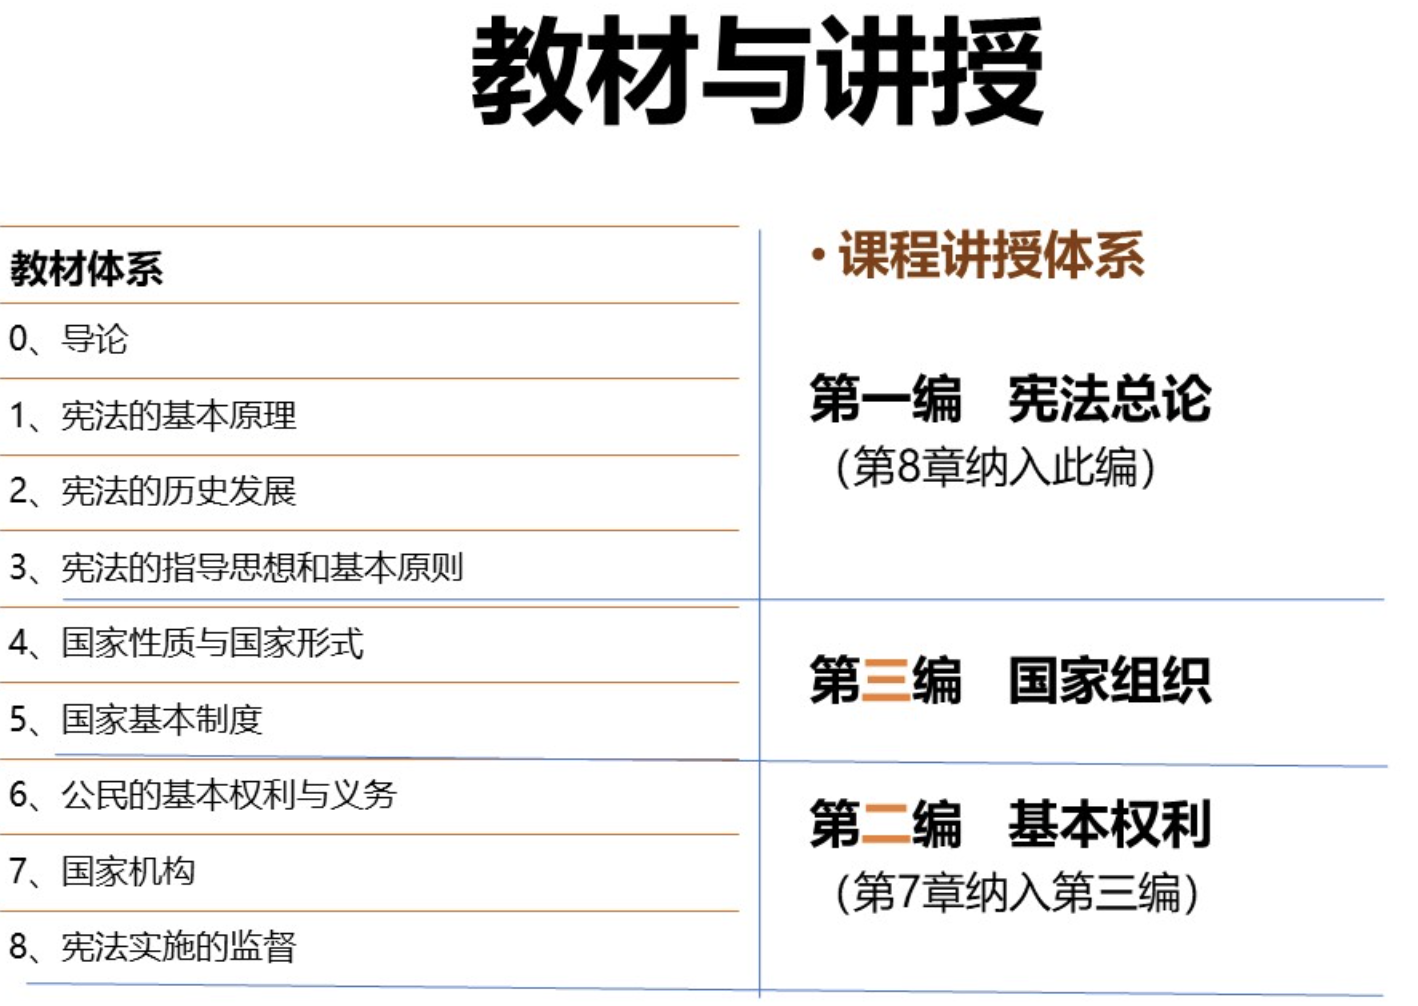 教材与讲授
教材体系
0、导论
1、宪法的基本原理
2、宪法的历史发展
3、宪法的指导思想和基本原则
4、国家性质与国家形式
5、国家基本制度
6、公民的基本权利与义务
7、国家机构
8、宪法实施的监督
•课程讲授体系
第一编 宪法总论
（第8章纳入此编）
第三编 国家组织
第二编 基本权利
（第7章纳入第三编）